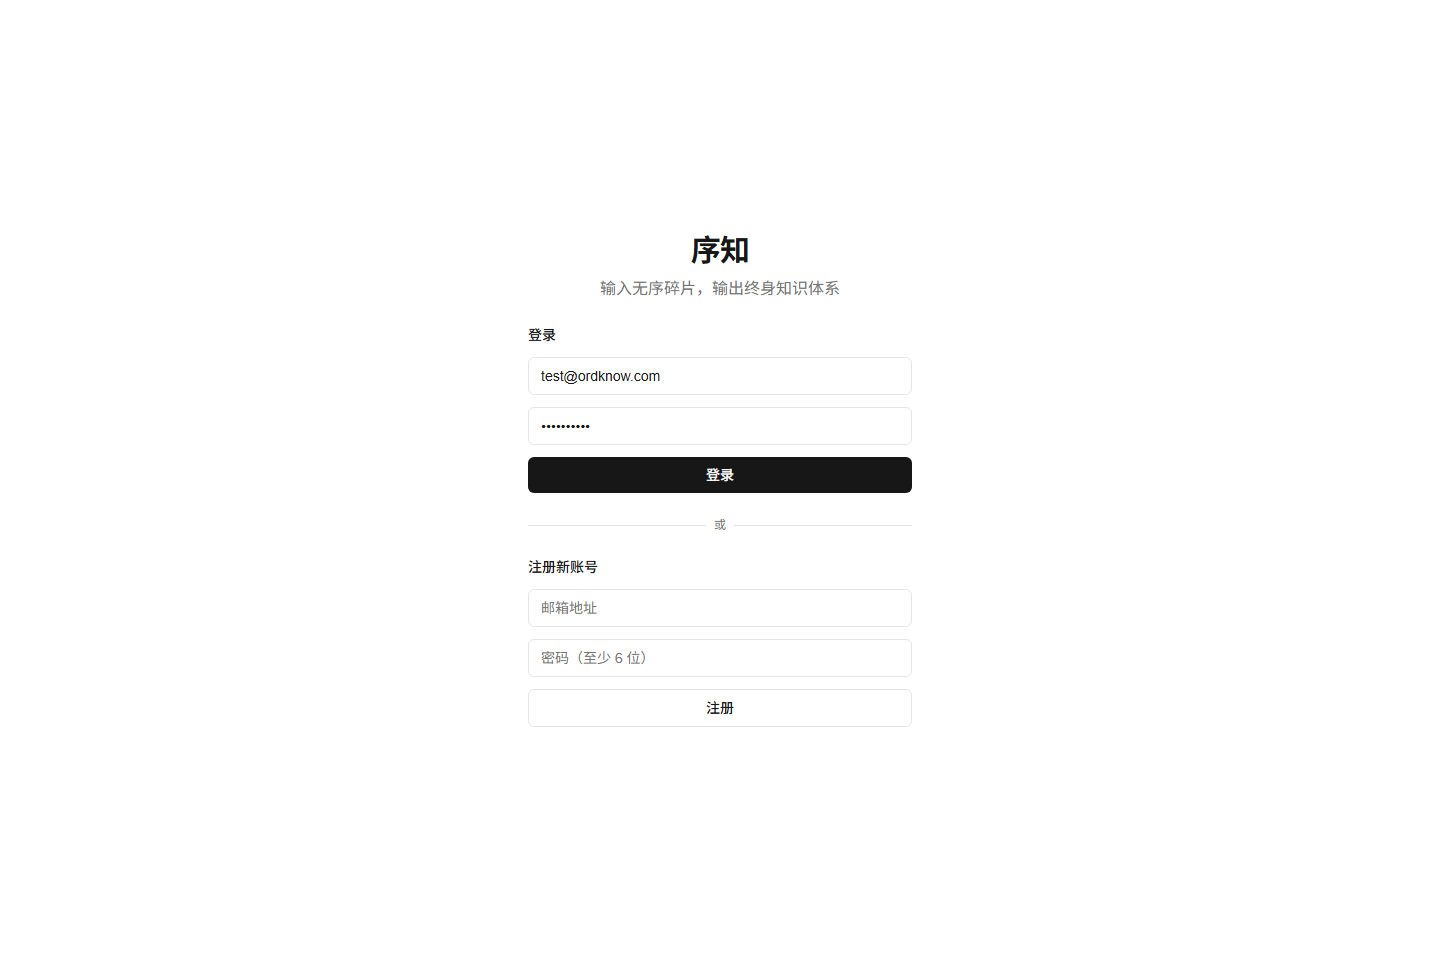 序知
输入无序碎片，输出终身知识体系
登录
test@ordknow.com
••••••••••
登录
或
注册新账号
邮箱地址
密码（至少 6 位）
注册